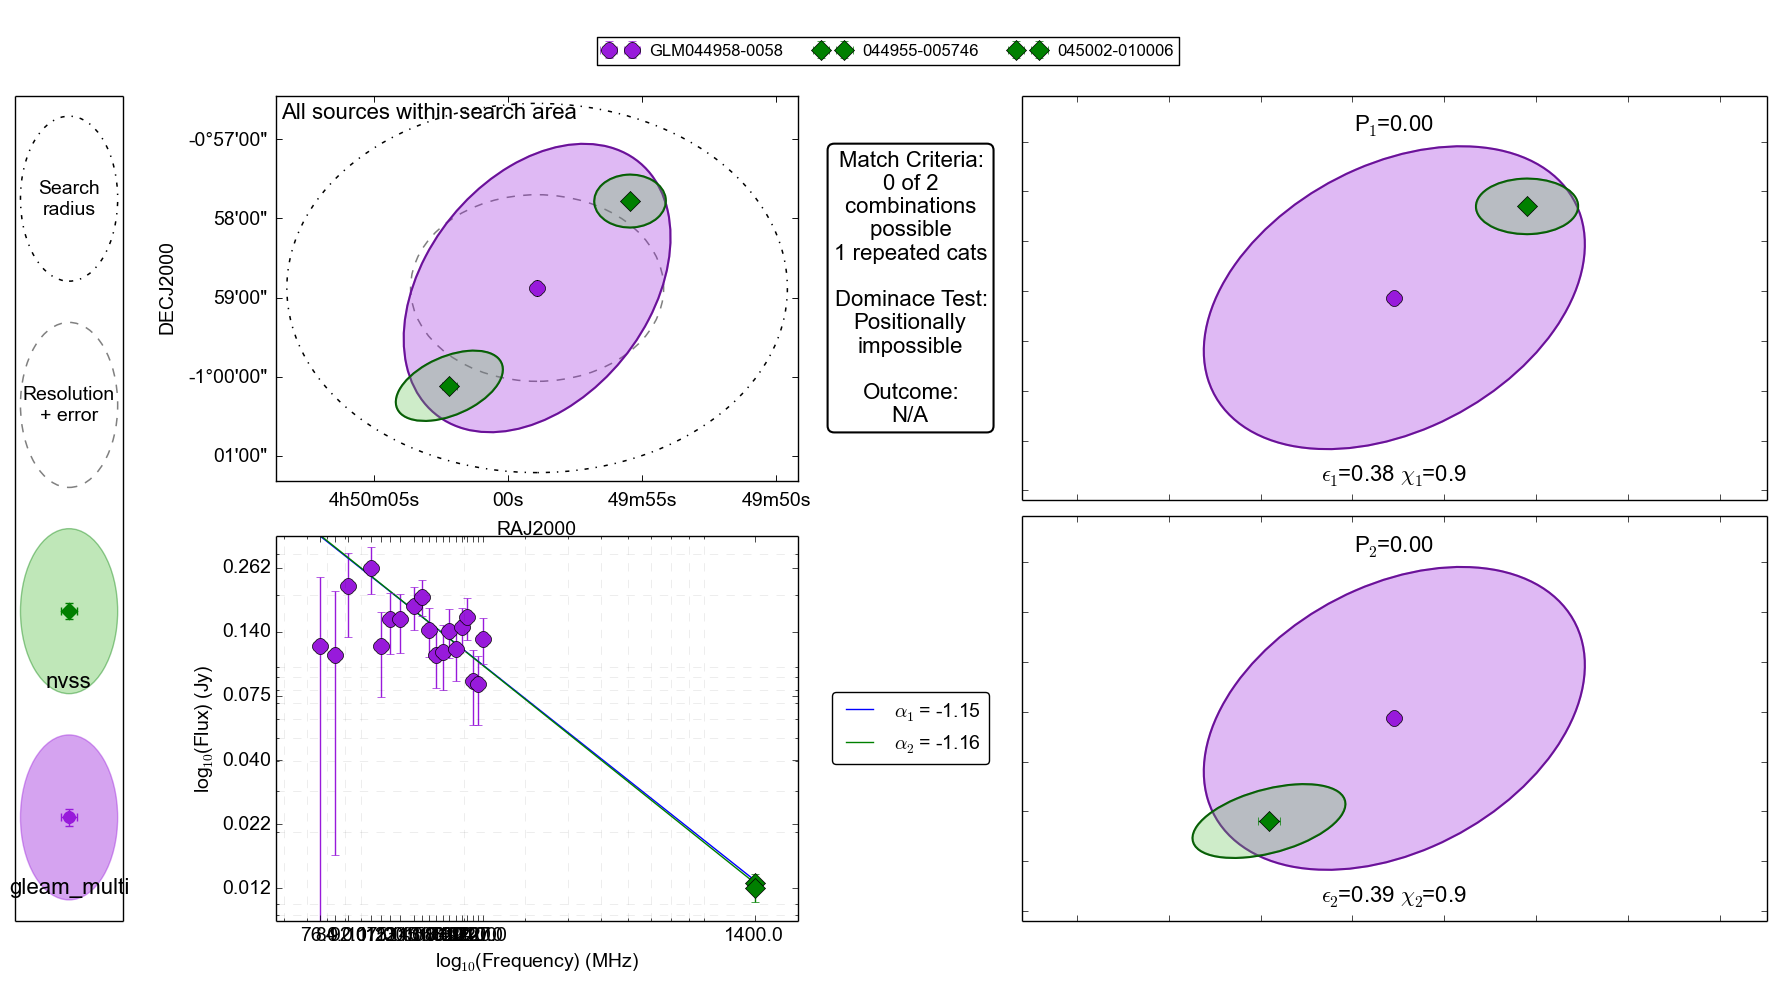 GLM044958-0058 044955-005746 045002-010006
Search
radius
Resolution
+ error
nvss
gleam_multi
All sources within search area
DECJ2000
-0°57'00"
58'00"
59'00"
-1°00'00"
01'00"
4h50m05s 00s 49m55s 49m50s
RAJ2000
Match Criteria:
0 of 2
combinations
possible
1 repeated cats
Dominace Test:
Positionally
impossible
Outcome:
N/A
P1=0.00
ϵ1=0.38 χ1=0.9
P2=0.00
ϵ2=0.39 χ2=0.9
log10(Flux) (Jy)
0.262
0.140
0.075
0.040
0.022
0.012
1400.0
log10(Frequency) (MHz)
α1 = -1.15
α2 = -1.16